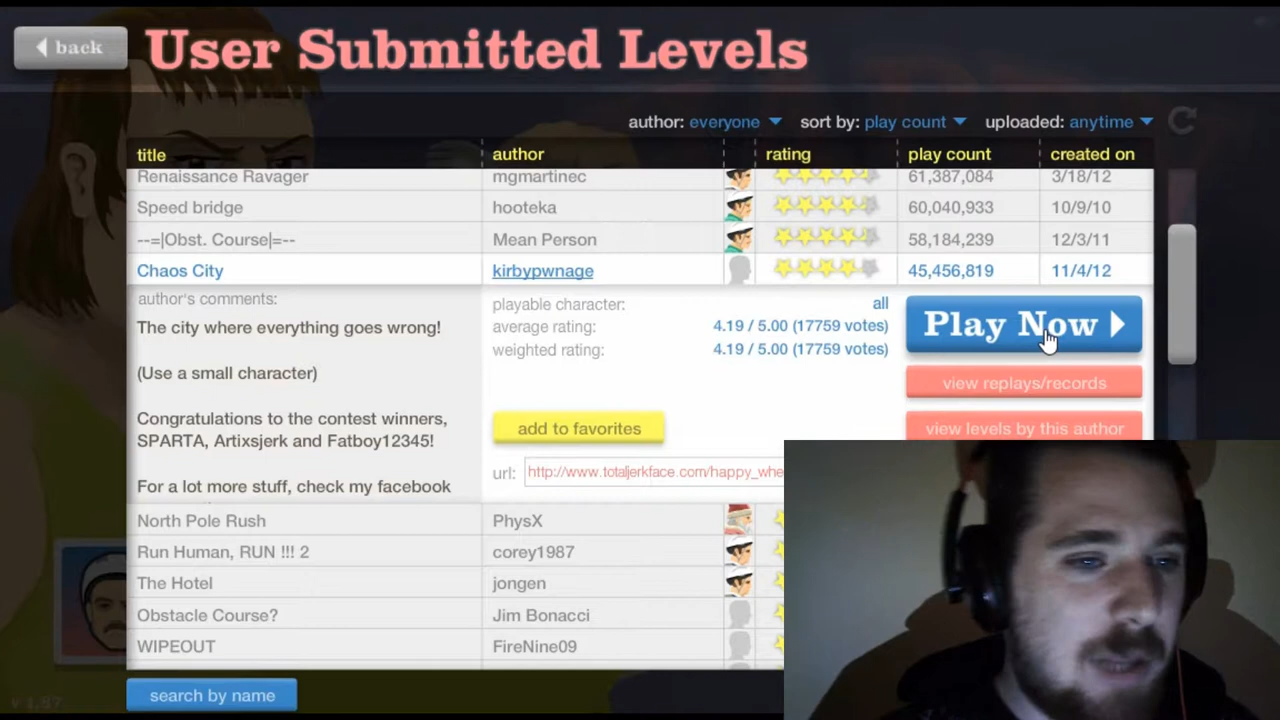 back
User Submitted Levels
author: everyone sort by: play count uploaded: anytime
title author rating play count created on
Renaissance Ravager mgmartinec 61,387,084 3/18/12
Speed bridge hooteka 60,040,933 10/9/10
--=|Obst. Course|=-- Mean Person 58,184,239 12/3/11
Chaos City kirbypwnage 45,456,819 11/4/12
author's comments:
The city where everything goes wrong!
(Use a small character)
Congratulations to the contest winners,
SPARTA, Artixsjerk and Fatboy12345!
For a lot more stuff, check my facebook
playable character: all
average rating: 4.19 / 5.00 (17759 votes)
weighted rating: 4.19 / 5.00 (17759 votes)
add to favorites
url: http://www.totaljerkface.com/happy_whe
Play Now
view replays/records
view levels by this author
North Pole Rush PhysX
Run Human, RUN !!! 2 corey1987
The Hotel jongen
Obstacle Course? Jim Bonacci
WIPEOUT FireNine09
search by name